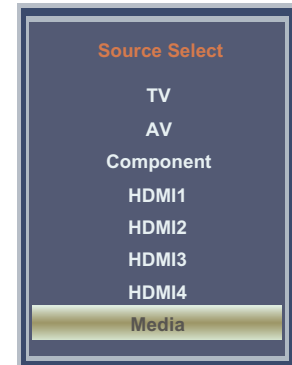 Source Select
TV
AV
Component
HDMI1
HDMI2
HDMI3
HDMI4
Media